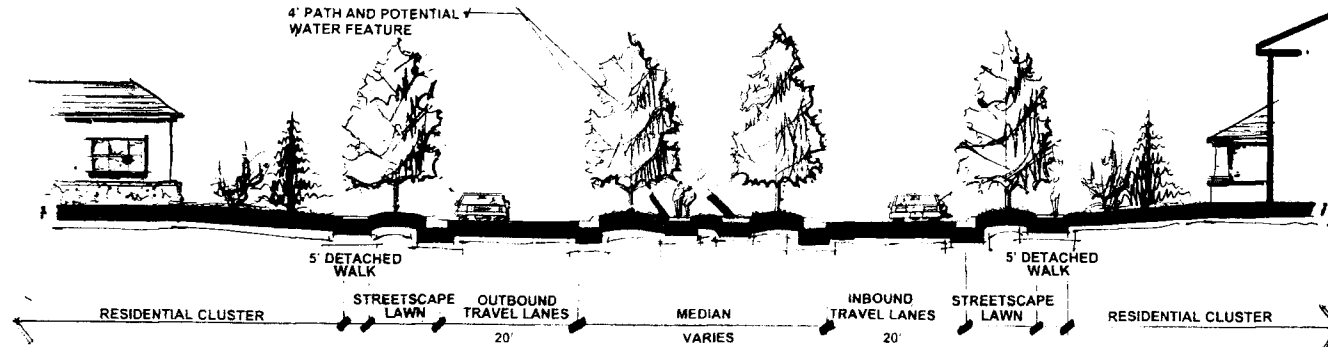 4' PATH AND POTENTIAL
WATER FEATURE
5' DETACHED
WALK
5' DETACHED
WALK
RESIDENTIAL CLUSTER
STREETSCAPE
LAWN
OUTBOUND
TRAVEL LANES
20'
MEDIAN
VARIES
INBOUND
TRAVEL LANES
20'
STREETSCAPE
LAWN
RESIDENTIAL CLUSTER